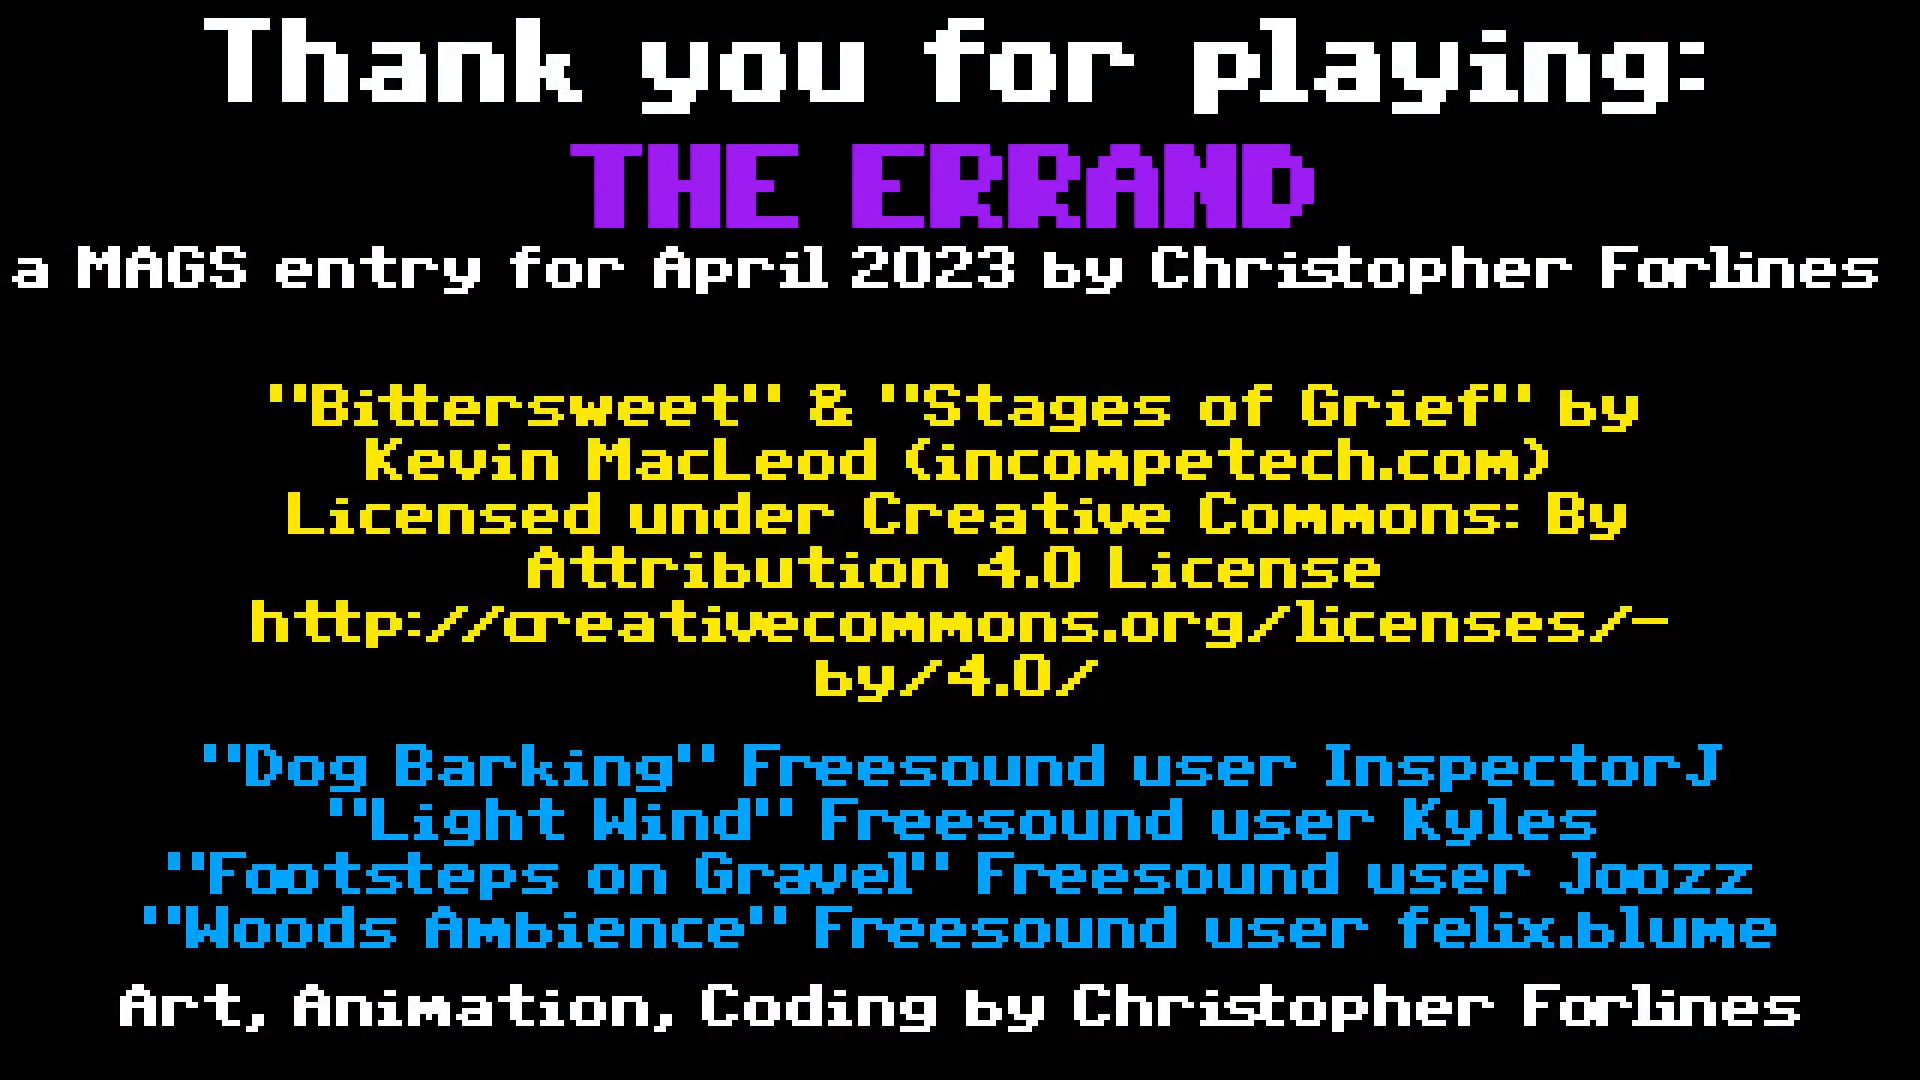 Thank you for playing:
THE ERRAND
a MAGS entry for April 2023 by Christopher Forlines
"Bittersweet" & "Stages of Grief" by
Kevin MacLeod (incompetech.com)
Licensed under Creative Commons: By
Attribution 4.0 License
http://creativecommons.org/licenses/-
by/4.0/
"Dog Barking" Freesound user InspectorJ
"Light Wind" Freesound user Kyles
"Footsteps on Gravel" Freesound user Joozz
"Woods Ambience" Freesound user felix.blume
Art, Animation, Coding by Christopher Forlines